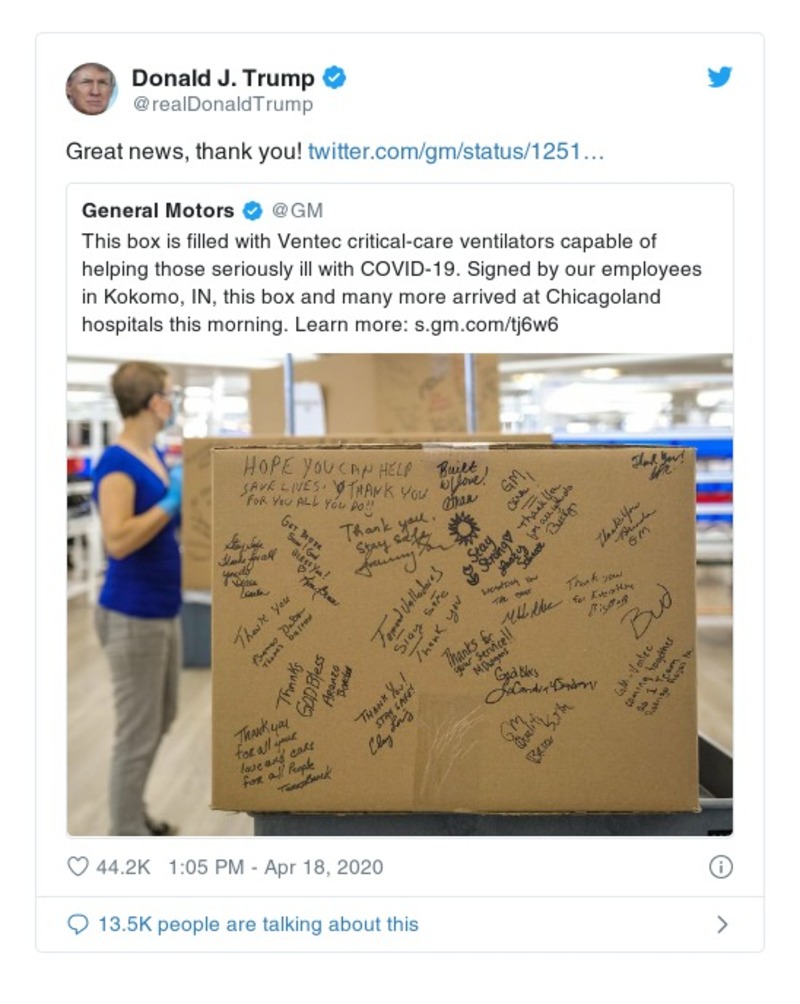 Donald J. Trump
@realDonaldTrump
Great news, thank you! twitter.com/gm/status/1251…
General Motors @GM
This box is filled with Ventec critical-care ventilators capable of
helping those seriously ill with COVID-19. Signed by our employees
in Kokomo, IN, this box and many more arrived at Chicagoland
hospitals this morning. Learn more: s.gm.com/tj6w6
HOPE YOU CAN HELP
SAVE LIVES. THANK YOU
FOR YOU ALL YOU DO!!
Built
w/love!
Thank you.
Stay safe
Stay
Strong
Thank you
Stay Safe
Thank you
Thanks for
your service!!
Thank you
for Everything
BUD
Thanks
GOD Bless
THANK YOU!
STAY SAFE!
God Bless
GM
Quality
Thank you
for all your
love and care
for all People
44.2K 1:05 PM - Apr 18, 2020
13.5K people are talking about this